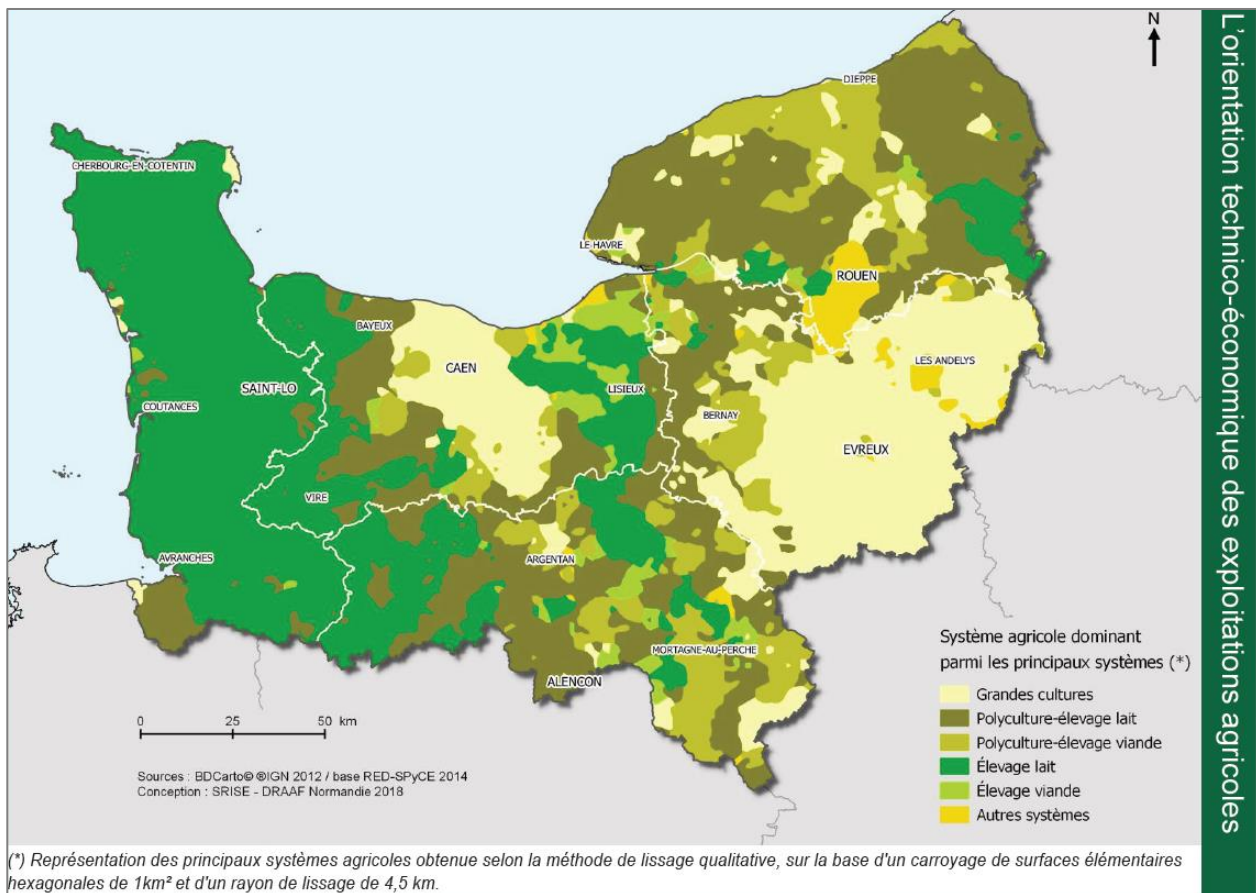 L'orientation technico-économique des exploitations agricoles
N
DIEPPE
CHERBOURG-EN-COTENTIN
LE HAVRE
ROUEN
BAYEUX
CAEN
LES ANDELYS
SAINT-LO
LISIEUX
COUTANCES
BERNAY
EVREUX
VIRE
AVRANCHES
ARGENTAN
MORTAGNE-AU-PERCHE
ALENCON
Système agricole dominant
parmi les principaux systèmes (*)
Grandes cultures
Polyculture-élevage lait
Polyculture-élevage viande
Élevage lait
Élevage viande
Autres systèmes
0 25 50 km
Sources : BDCarto© ®IGN 2012 / base RED-SPyCE 2014
Conception : SRISE - DRAAF Normandie 2018
(*) Représentation des principaux systèmes agricoles obtenue selon la méthode de lissage qualitative, sur la base d'un carroyage de surfaces élémentaires
hexagonales de 1km² et d'un rayon de lissage de 4,5 km.